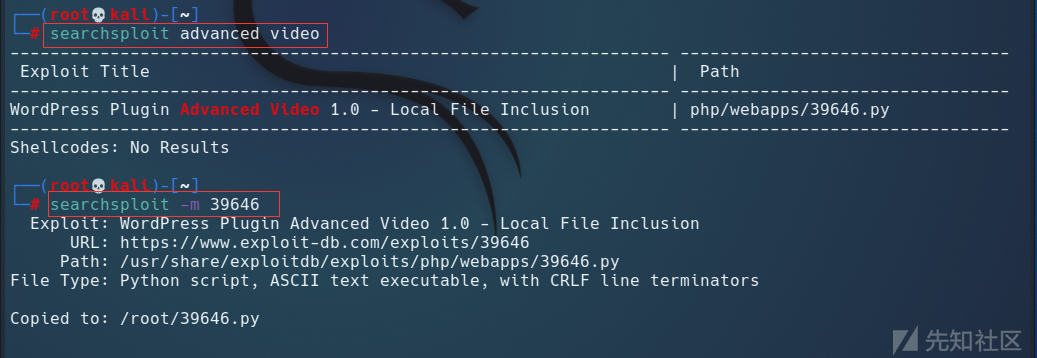 ┌──(root💀kali)-[~]
└─# searchsploit advanced video
------------------------------------------------------------------ ---------------------------------
 Exploit Title                                                    |  Path
------------------------------------------------------------------ ---------------------------------
WordPress Plugin Advanced Video 1.0 - Local File Inclusion        | php/webapps/39646.py
------------------------------------------------------------------ ---------------------------------
Shellcodes: No Results
┌──(root💀kali)-[~]
└─# searchsploit -m 39646
  Exploit: WordPress Plugin Advanced Video 1.0 - Local File Inclusion
      URL: https://www.exploit-db.com/exploits/39646
     Path: /usr/share/exploitdb/exploits/php/webapps/39646.py
File Type: Python script, ASCII text executable, with CRLF line terminators
Copied to: /root/39646.py
先知社区